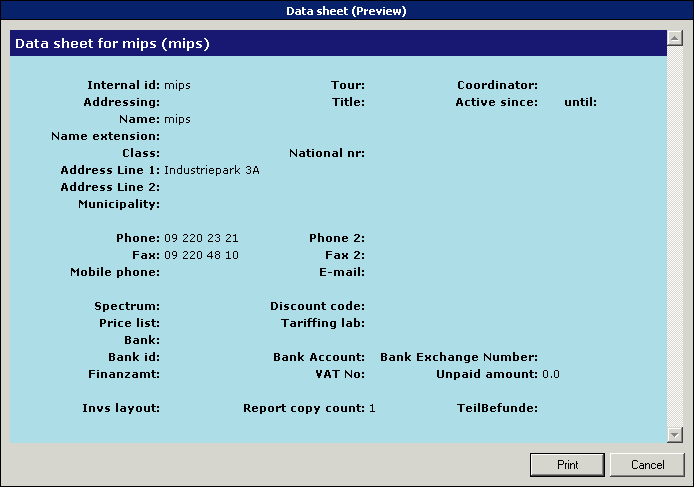 Data sheet (Preview)
Data sheet for mips (mips)
Internal id: mips Tour: Coordinator:
Addressing: Title: Active since: until:
Name: mips
Name extension:
Class: National nr:
Address Line 1: Industriepark 3A
Address Line 2:
Municipality:
Phone: 09 220 23 21 Phone 2:
Fax: 09 220 48 10 Fax 2:
Mobile phone: E-mail:
Spectrum: Discount code:
Price list: Tariffing lab:
Bank:
Bank id: Bank Account: Bank Exchange Number:
Finanzamt: VAT No: Unpaid amount: 0.0
Invs layout: Report copy count: 1 TeilBefunde:
Print Cancel